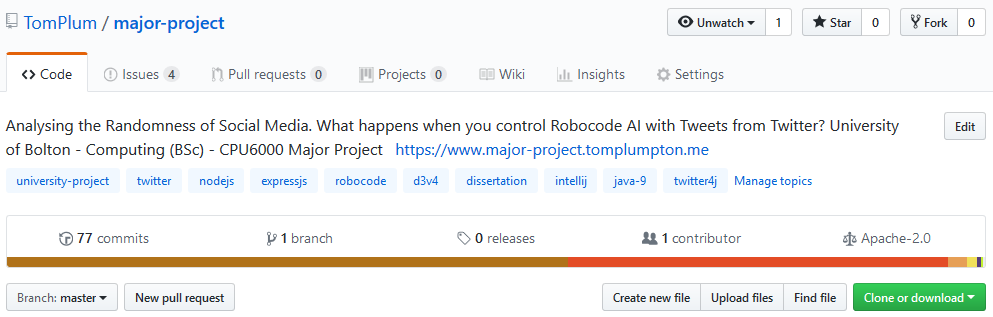 TomPlum / major-project
Unwatch 1 Star 0 Fork 0
Code Issues 4 Pull requests 0 Projects 0 Wiki Insights Settings
Analysing the Randomness of Social Media. What happens when you control Robocode AI with Tweets from Twitter? University
of Bolton - Computing (BSc) - CPU6000 Major Project https://www.major-project.tomplumpton.me
Edit
university-project twitter nodejs expressjs robocode d3v4 dissertation intellij java-9 twitter4j Manage topics
77 commits 1 branch 0 releases 1 contributor Apache-2.0
Branch: master New pull request Create new file Upload files Find file Clone or download